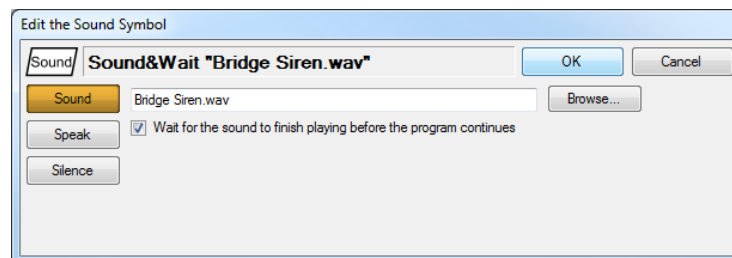 Edit the Sound Symbol
Sound Sound&Wait "Bridge Siren.wav" OK Cancel
Sound Bridge Siren.wav Browse...
Speak Wait for the sound to finish playing before the program continues
Silence